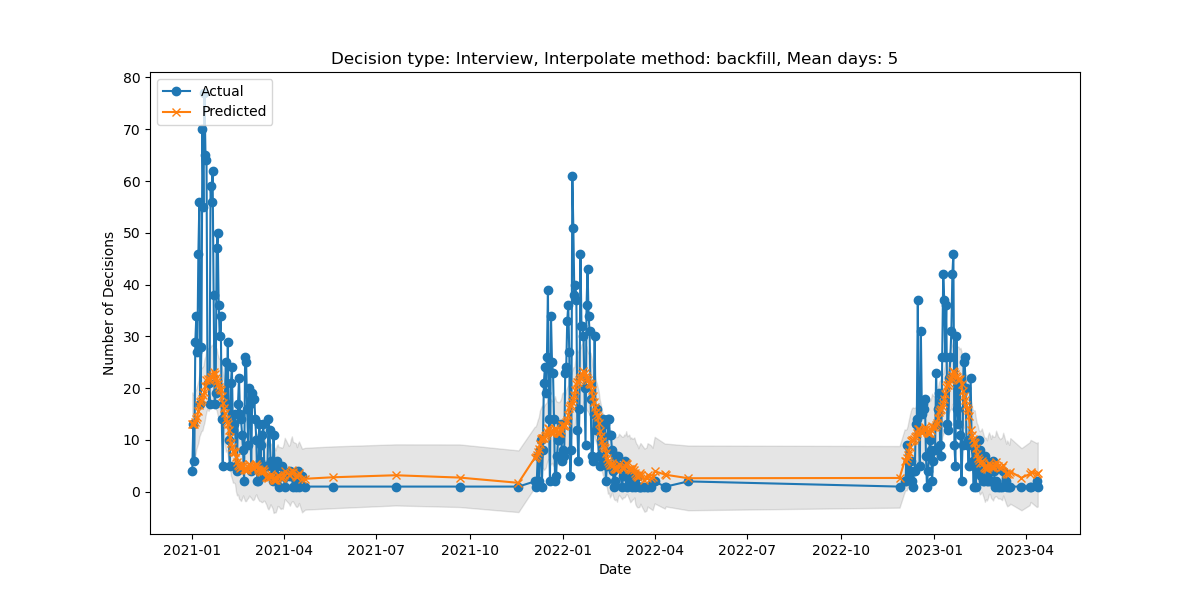 Decision type: Interview, Interpolate method: backfill, Mean days: 5
Actual
Predicted
Number of Decisions
80
70
60
50
40
30
20
10
0
2021-01 2021-04 2021-07 2021-10 2022-01 2022-04 2022-07 2022-10 2023-01 2023-04
Date